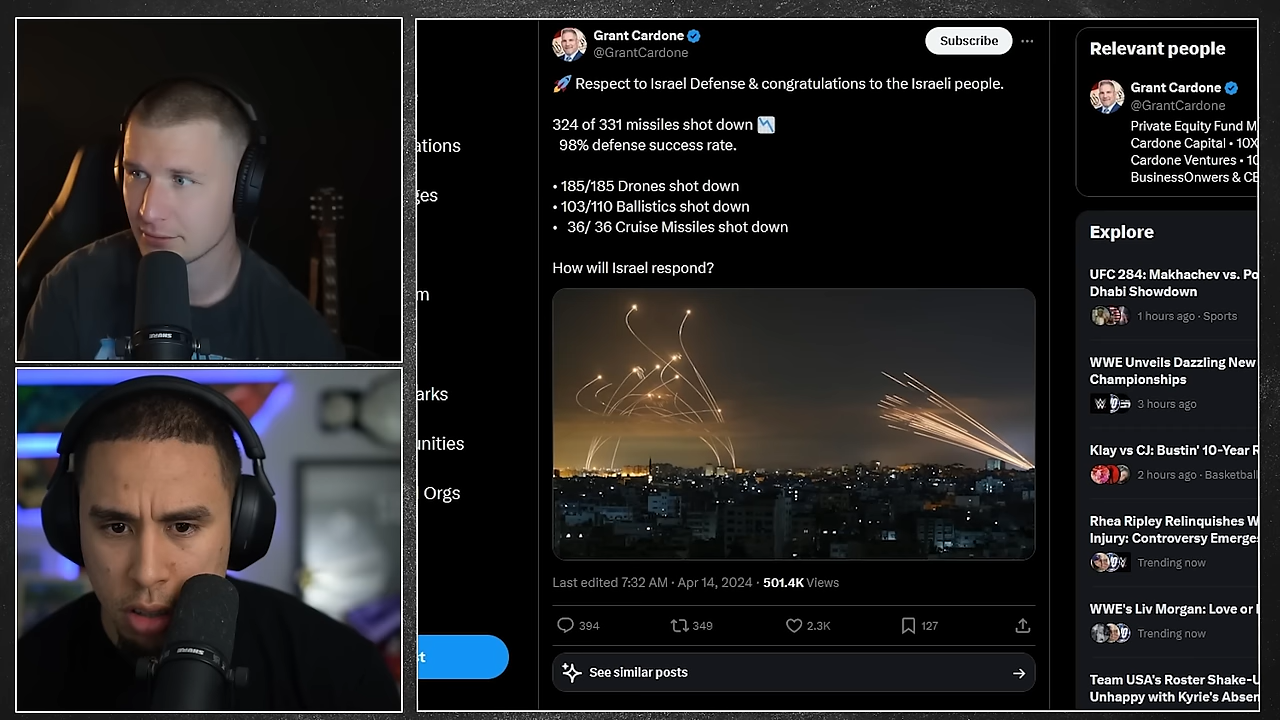 Grant Cardone
@GrantCardone
Subscribe
🚀 Respect to Israel Defense & congratulations to the Israeli people.
324 of 331 missiles shot down 📉
98% defense success rate.
• 185/185 Drones shot down
• 103/110 Ballistics shot down
• 36/ 36 Cruise Missiles shot down
How will Israel respond?
Last edited 7:32 AM · Apr 14, 2024 · 501.4K Views
394 349 2.3K 127
See similar posts
Relevant people
Grant Cardone
@GrantCardone
Private Equity Fund M
Cardone Capital • 10X
Cardone Ventures • 10
BusinessOnwers & CE
Explore
UFC 284: Makhachev vs. Po
Dhabi Showdown
1 hours ago · Sports
WWE Unveils Dazzling New
Championships
3 hours ago
Klay vs CJ: Bustin' 10-Year R
2 hours ago · Basketball
Rhea Ripley Relinquishes W
Injury: Controversy Emerge
Trending now
WWE's Liv Morgan: Love or
Trending now
Team USA's Roster Shake-U
Unhappy with Kyrie's Absen
ations
ges
m
arks
unities
Orgs
t